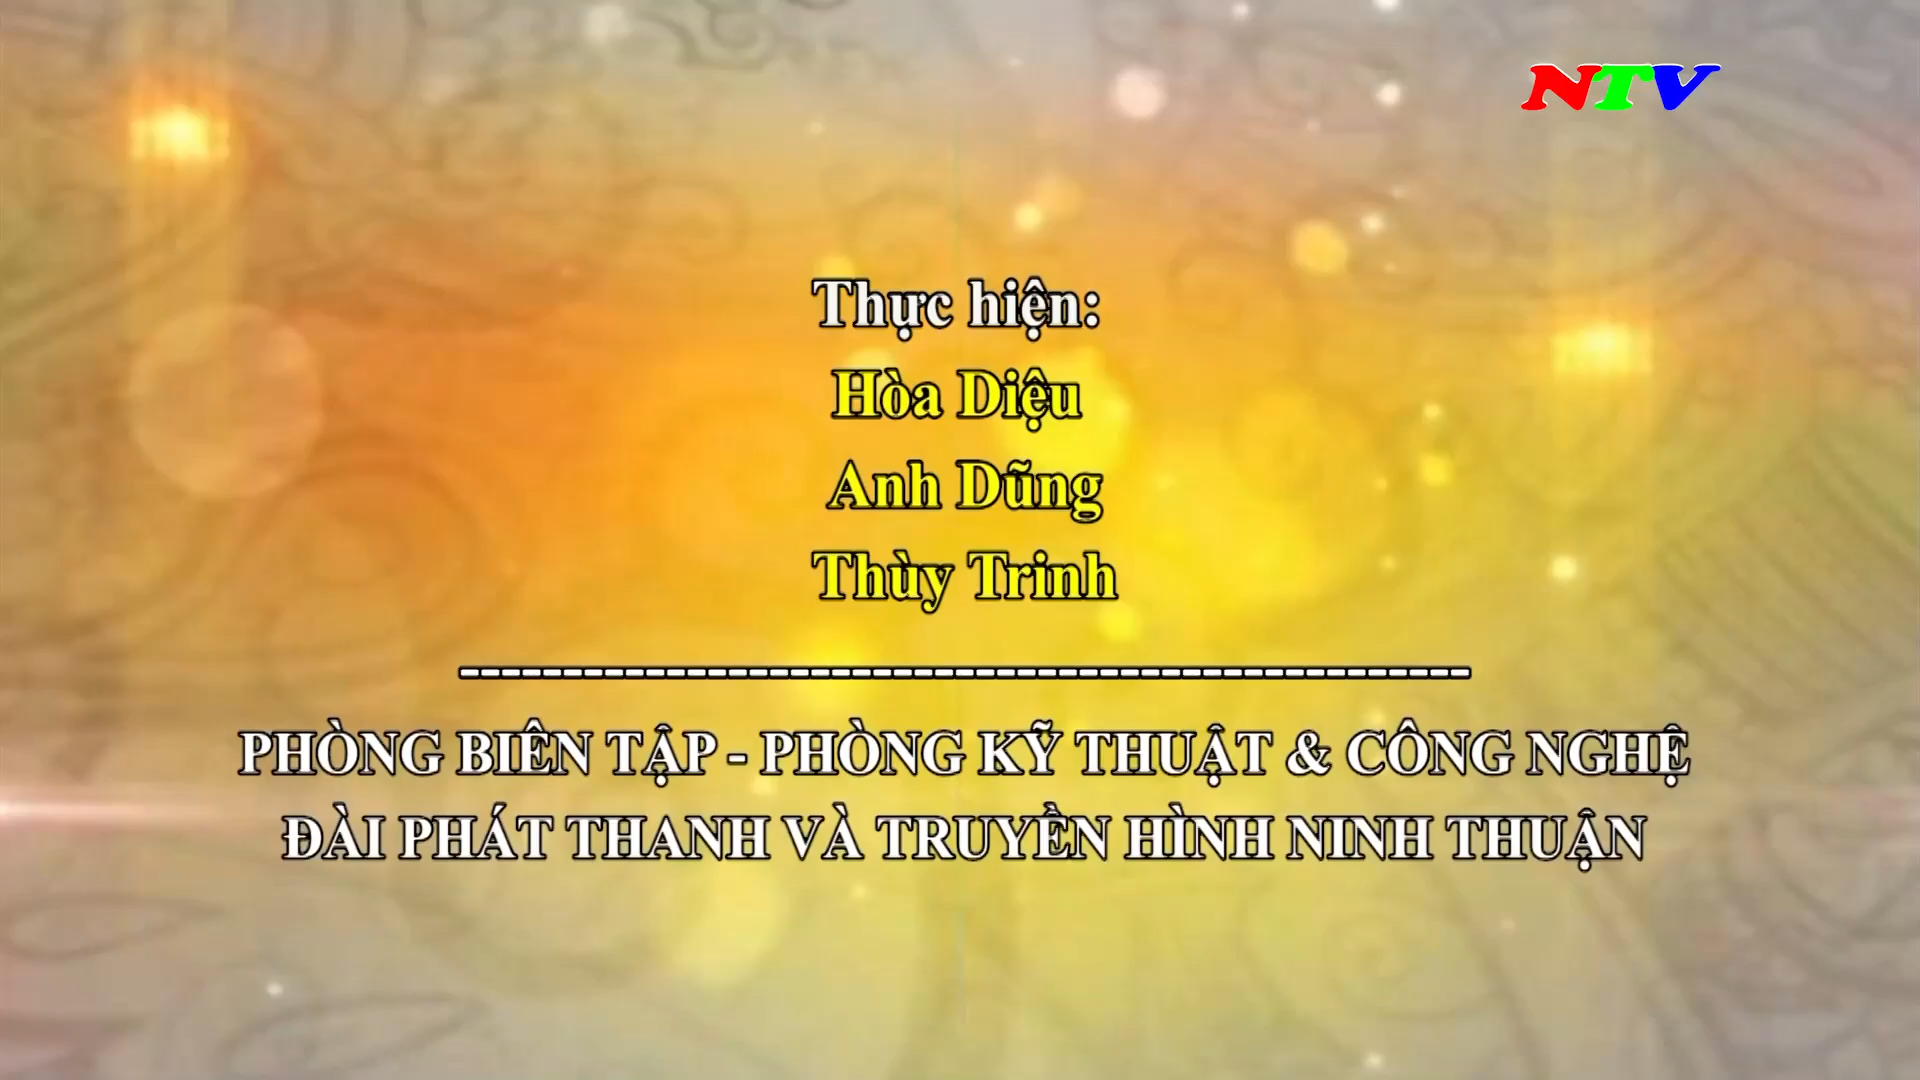 NTV
Thực hiện:
Hòa Diệu
Anh Dũng
Thùy Trinh
-------------------------------------------------
PHÒNG BIÊN TẬP - PHÒNG KỸ THUẬT & CÔNG NGHỆ
ĐÀI PHÁT THANH VÀ TRUYỀN HÌNH NINH THUẬN